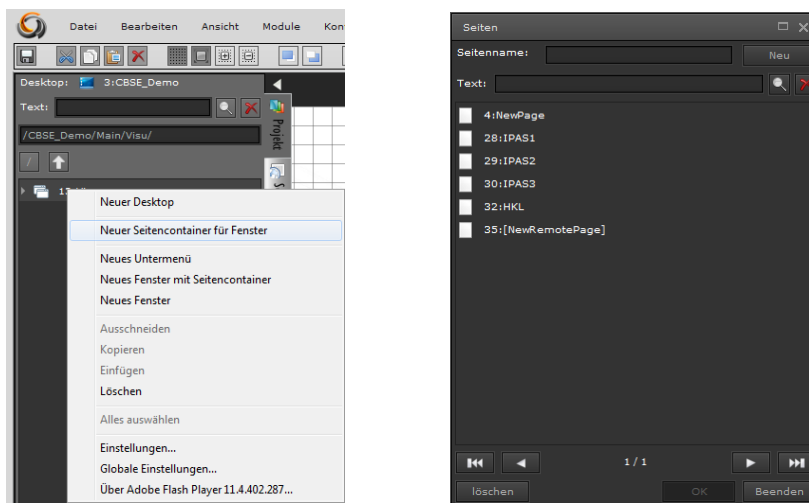 Datei Bearbeiten Ansicht Module
Desktop: 3:CBSE_Demo
Text:
/CBSE_Demo/Main/Visu/
/
Projekt
Neuer Desktop
Neuer Seitencontainer für Fenster
Neues Untermenü
Neues Fenster mit Seitencontainer
Neues Fenster
Ausschneiden
Kopieren
Einfügen
Löschen
Alles auswählen
Einstellungen...
Globale Einstellungen...
Über Adobe Flash Player 11.4.402.287...
Seiten
Seitenname: Neu
Text:
4:NewPage
28:IPAS1
29:IPAS2
30:IPAS3
32:HKL
35:[NewRemotePage]
1 / 1
löschen OK Beenden